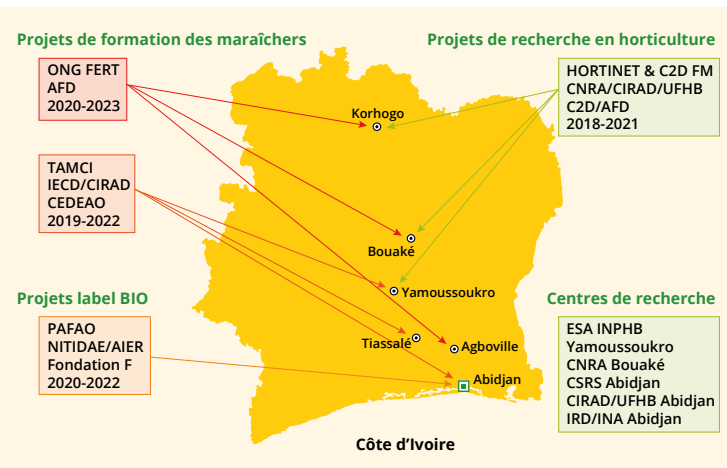 Projets de formation des maraîchers
ONG FERT
AFD
2020-2023
TAMCI
IECD/CIRAD
CEDEAO
2019-2022
Projets label BIO
PAFAO
NITIDAE/AIER
Fondation F
2020-2022
Projets de recherche en horticulture
HORTINET & C2D FM
CNRA/CIRAD/UFHB
C2D/AFD
2018-2021
Centres de recherche
ESA INPHB
Yamoussoukro
CNRA Bouaké
CSRS Abidjan
CIRAD/UFHB Abidjan
IRD/INA Abidjan
Korhogo
Bouaké
Yamoussoukro
Tiassalé
Agboville
Abidjan
Côte d’Ivoire